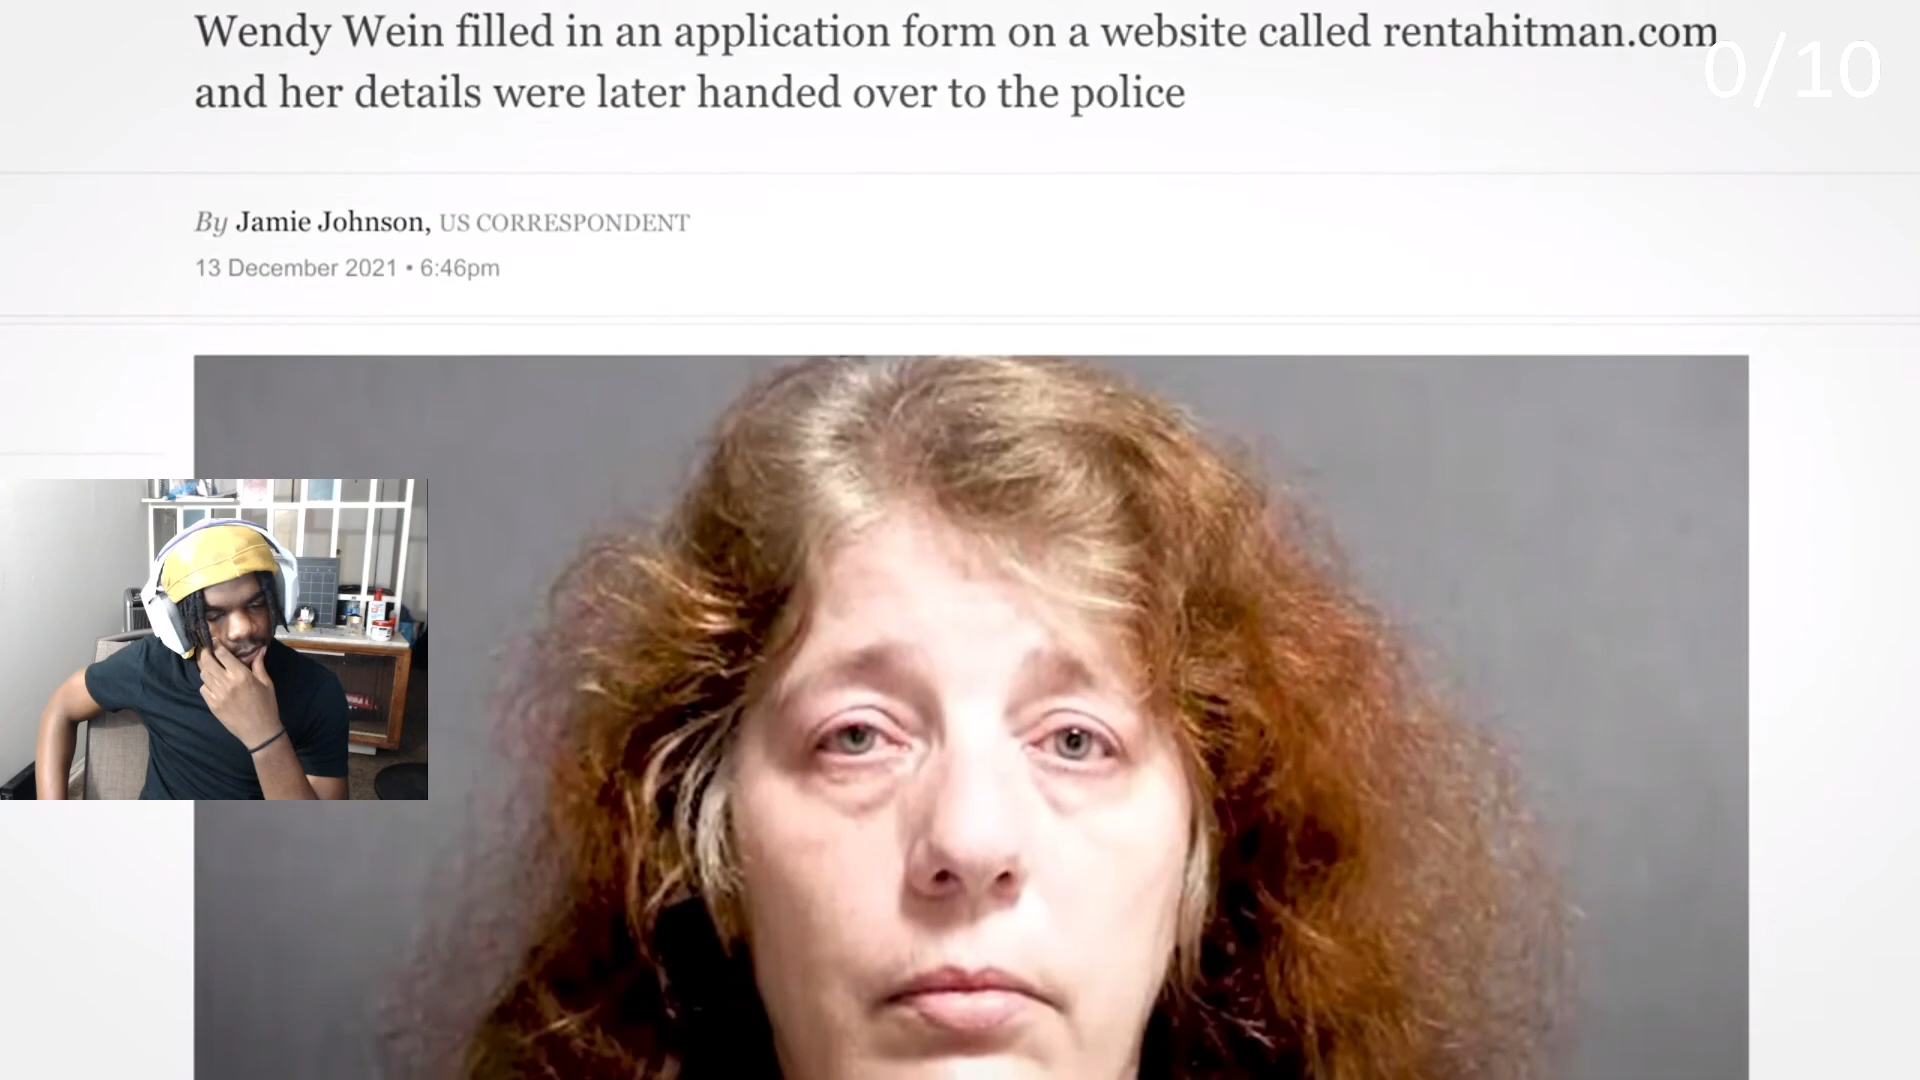 Wendy Wein filled in an application form on a website called rentahitman.com
and her details were later handed over to the police
0/10
By Jamie Johnson, US CORRESPONDENT
13 December 2021 • 6:46pm